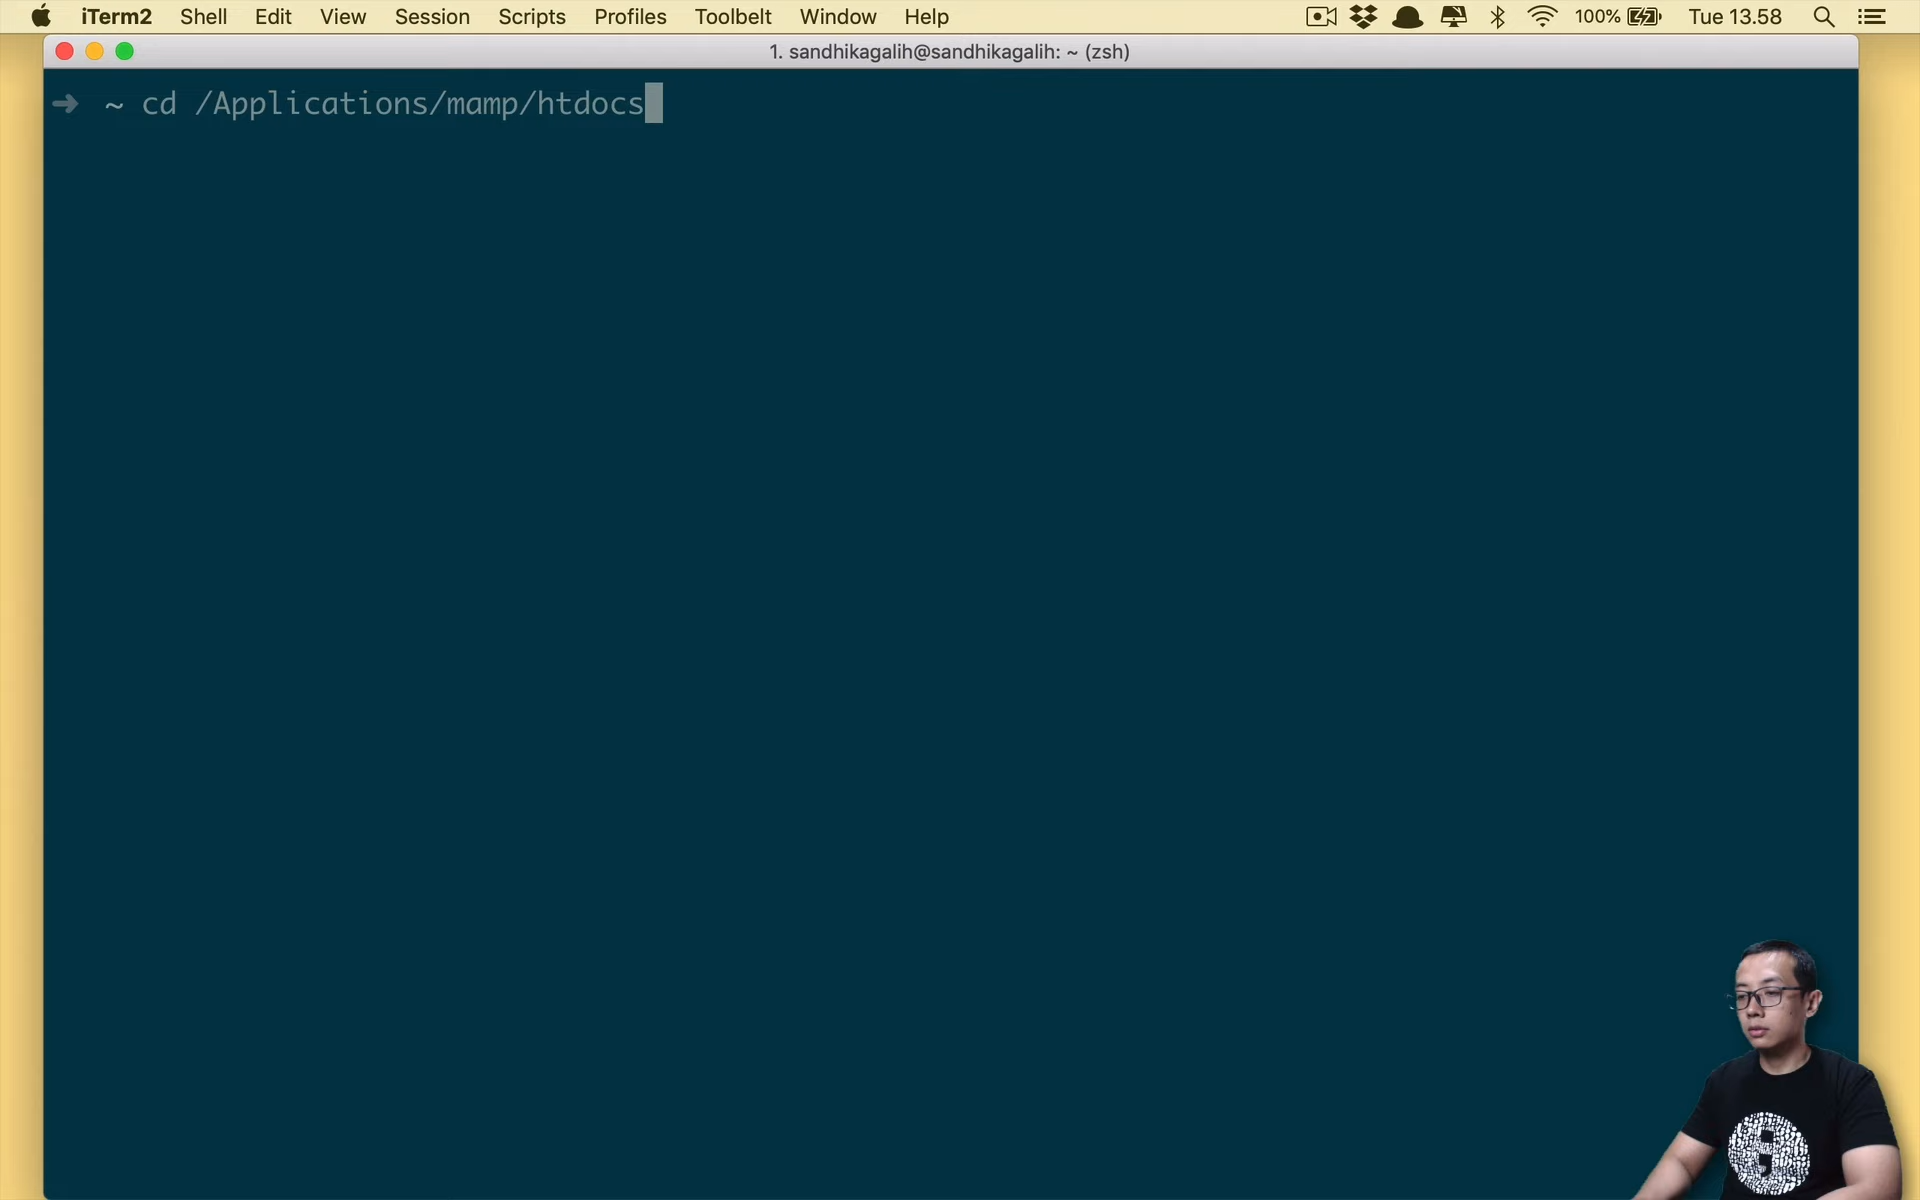 iTerm2 Shell Edit View Session Scripts Profiles Toolbelt Window Help 100% Tue 13.58
1. sandhikagalih@sandhikagalih: ~ (zsh)
➜ ~ cd /Applications/mamp/htdocs